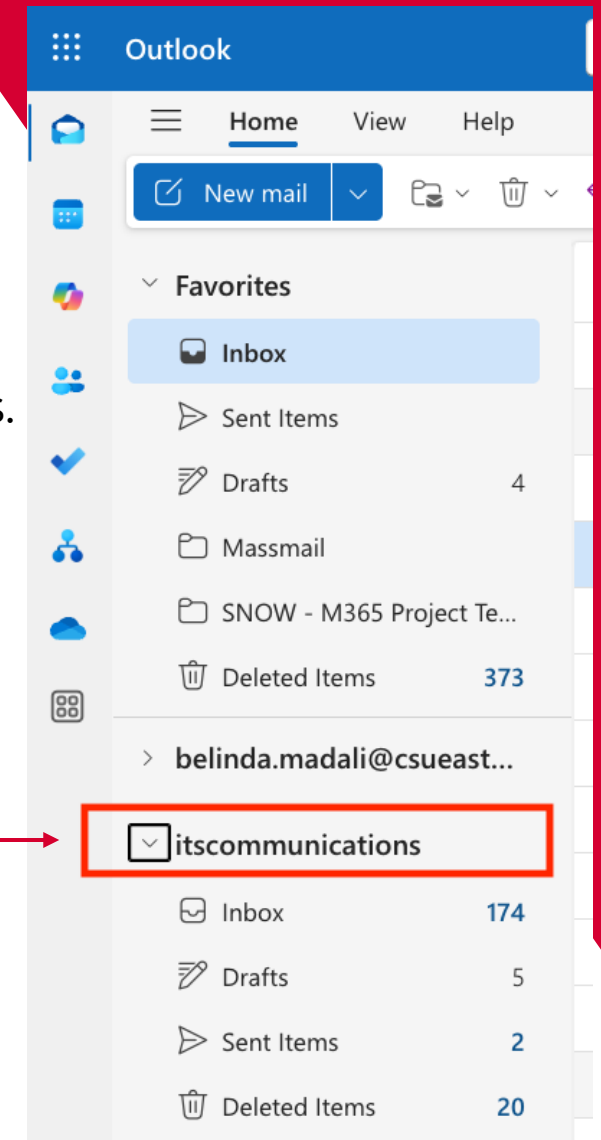 Outlook
Home View Help
New mail
Favorites
Inbox
s.
Sent Items
Drafts 4
Massmail
SNOW - M365 Project Te...
Deleted Items 373
belinda.madali@csueast...
itscommunications
Inbox 174
Drafts 5
Sent Items 2
Deleted Items 20